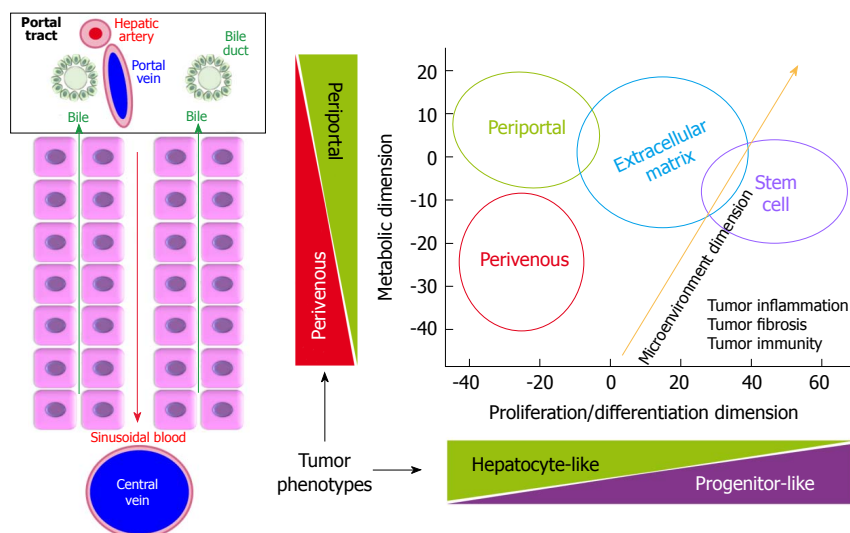 Portal
tract
Hepatic
artery
Portal
vein
Bile
duct
Bile
Bile
Sinusoidal blood
Central
vein
Periportal
Perivenous
Tumor
phenotypes
Metabolic dimension
20
10
0
-10
-20
-30
-40
Periportal
Extracellular
matrix
Stem
cell
Perivenous
Microenvironment dimension
Tumor inflammation
Tumor fibrosis
Tumor immunity
-40
-20
0
20
40
60
Proliferation/differentiation dimension
Hepatocyte-like
Progenitor-like